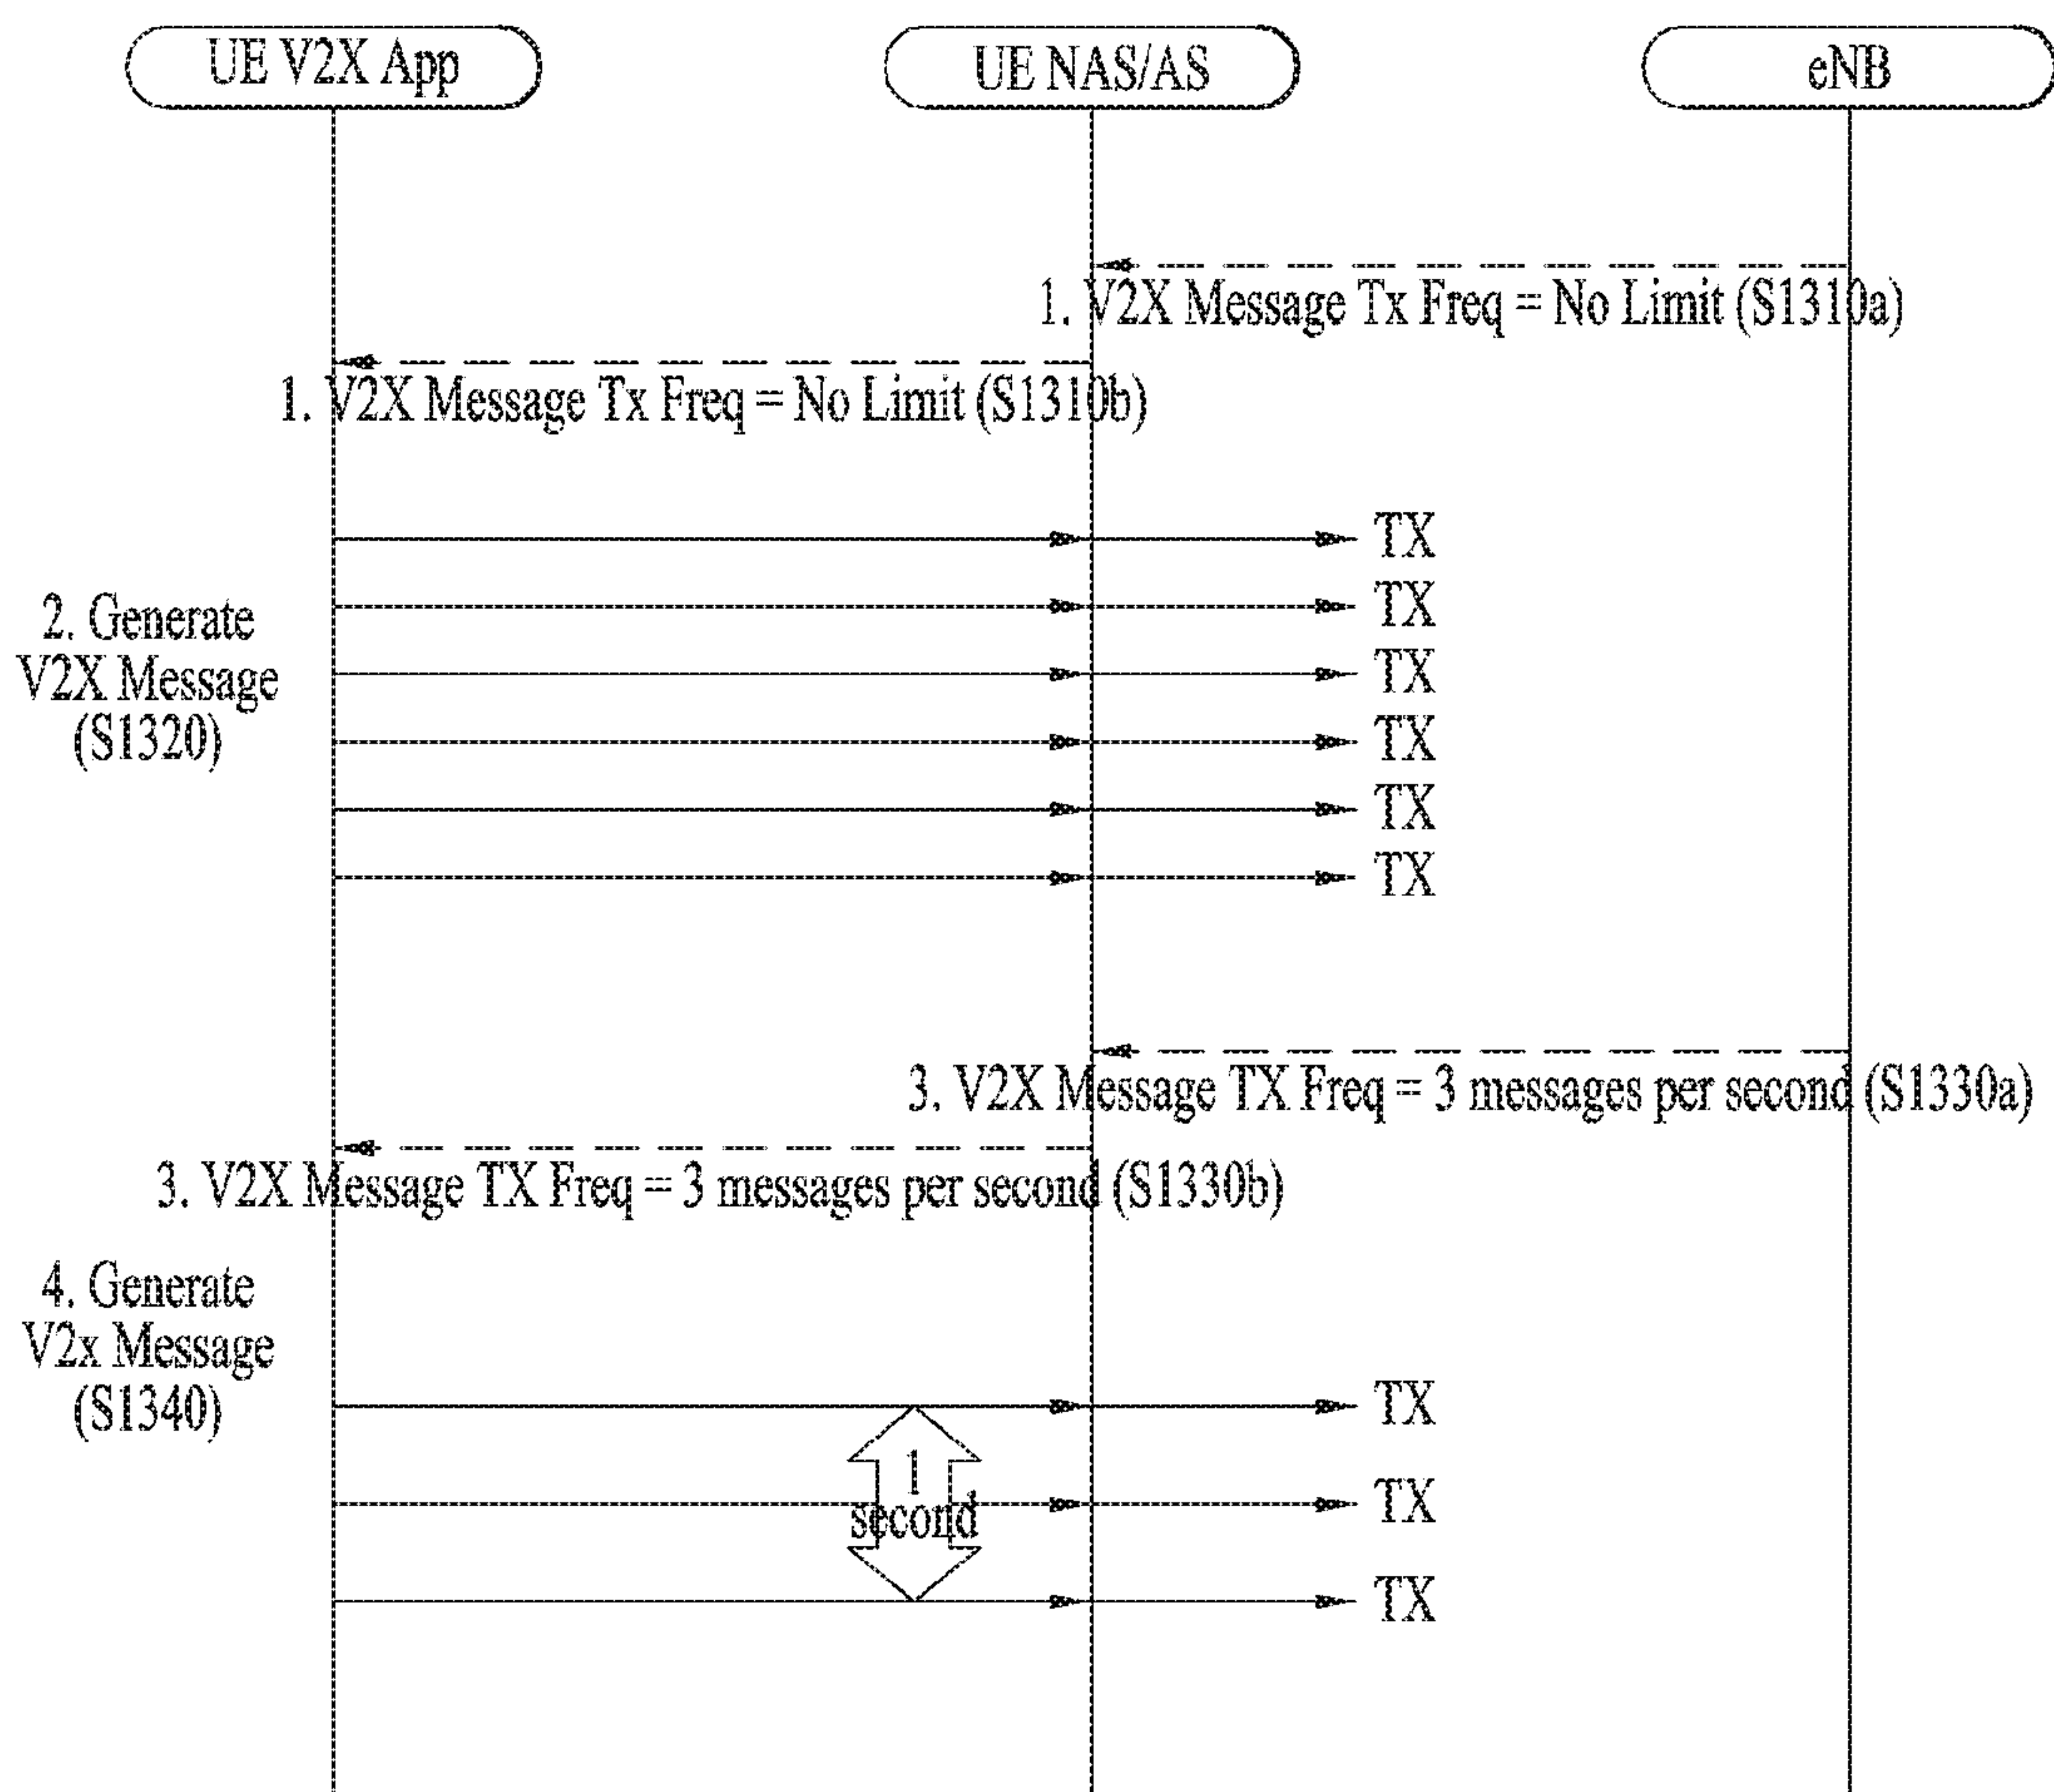 UE V2X App
UE NAS/AS
eNB
1. V2X Message Tx Freq = No Limit (S1310a)
1. V2X Message Tx Freq = No Limit (S1310b)
TX
TX
TX
TX
TX
TX
2. Generate
V2X Message
(S1320)
3. V2X Message TX Freq = 3 messages per second (S1330a)
3. V2X Message TX Freq = 3 messages per second (S1330b)
4. Generate
V2x Message
(S1340)
TX
1
second
TX
TX